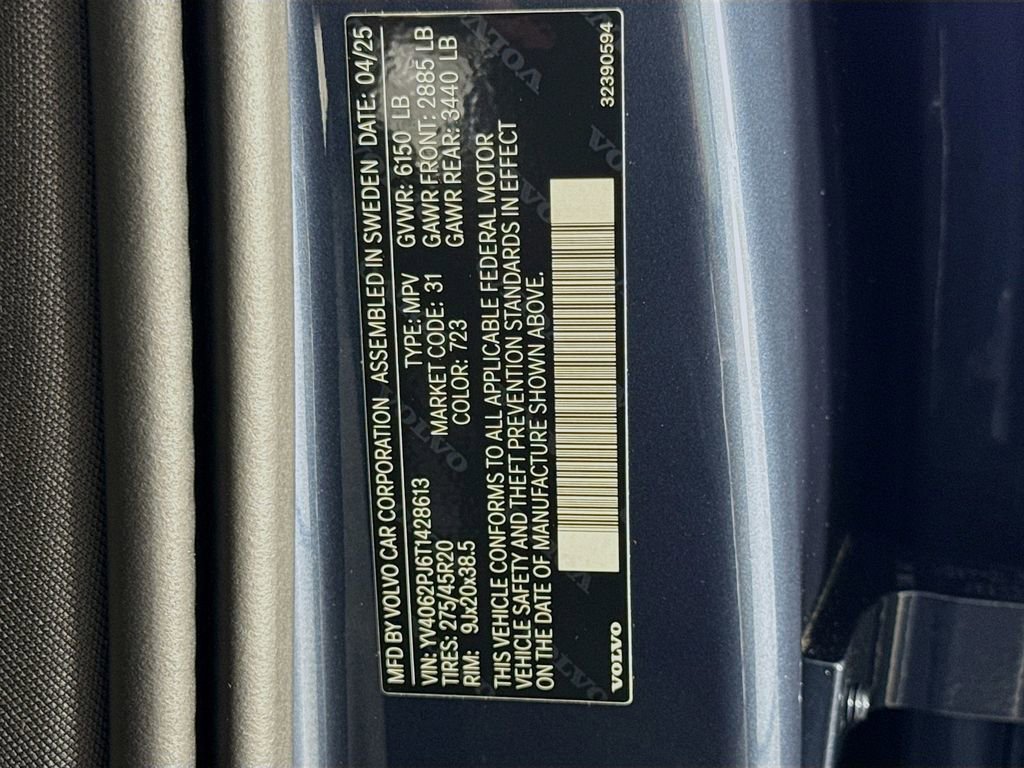 MFD BY VOLVO CAR CORPORATION ASSEMBLED IN SWEDEN DATE: 04/25
VIN: YV4062PJ6T1428613 TYPE: MPV GVWR: 6150 LB
TIRES: 275/45R20 MARKET CODE: 31 GAWR FRONT: 2885 LB
RIM: 9Jx20x38.5 COLOR: 723 GAWR REAR: 3440 LB
THIS VEHICLE CONFORMS TO ALL APPLICABLE FEDERAL MOTOR
VEHICLE SAFETY AND THEFT PREVENTION STANDARDS IN EFFECT
ON THE DATE OF MANUFACTURE SHOWN ABOVE.
VOLVO 32390594